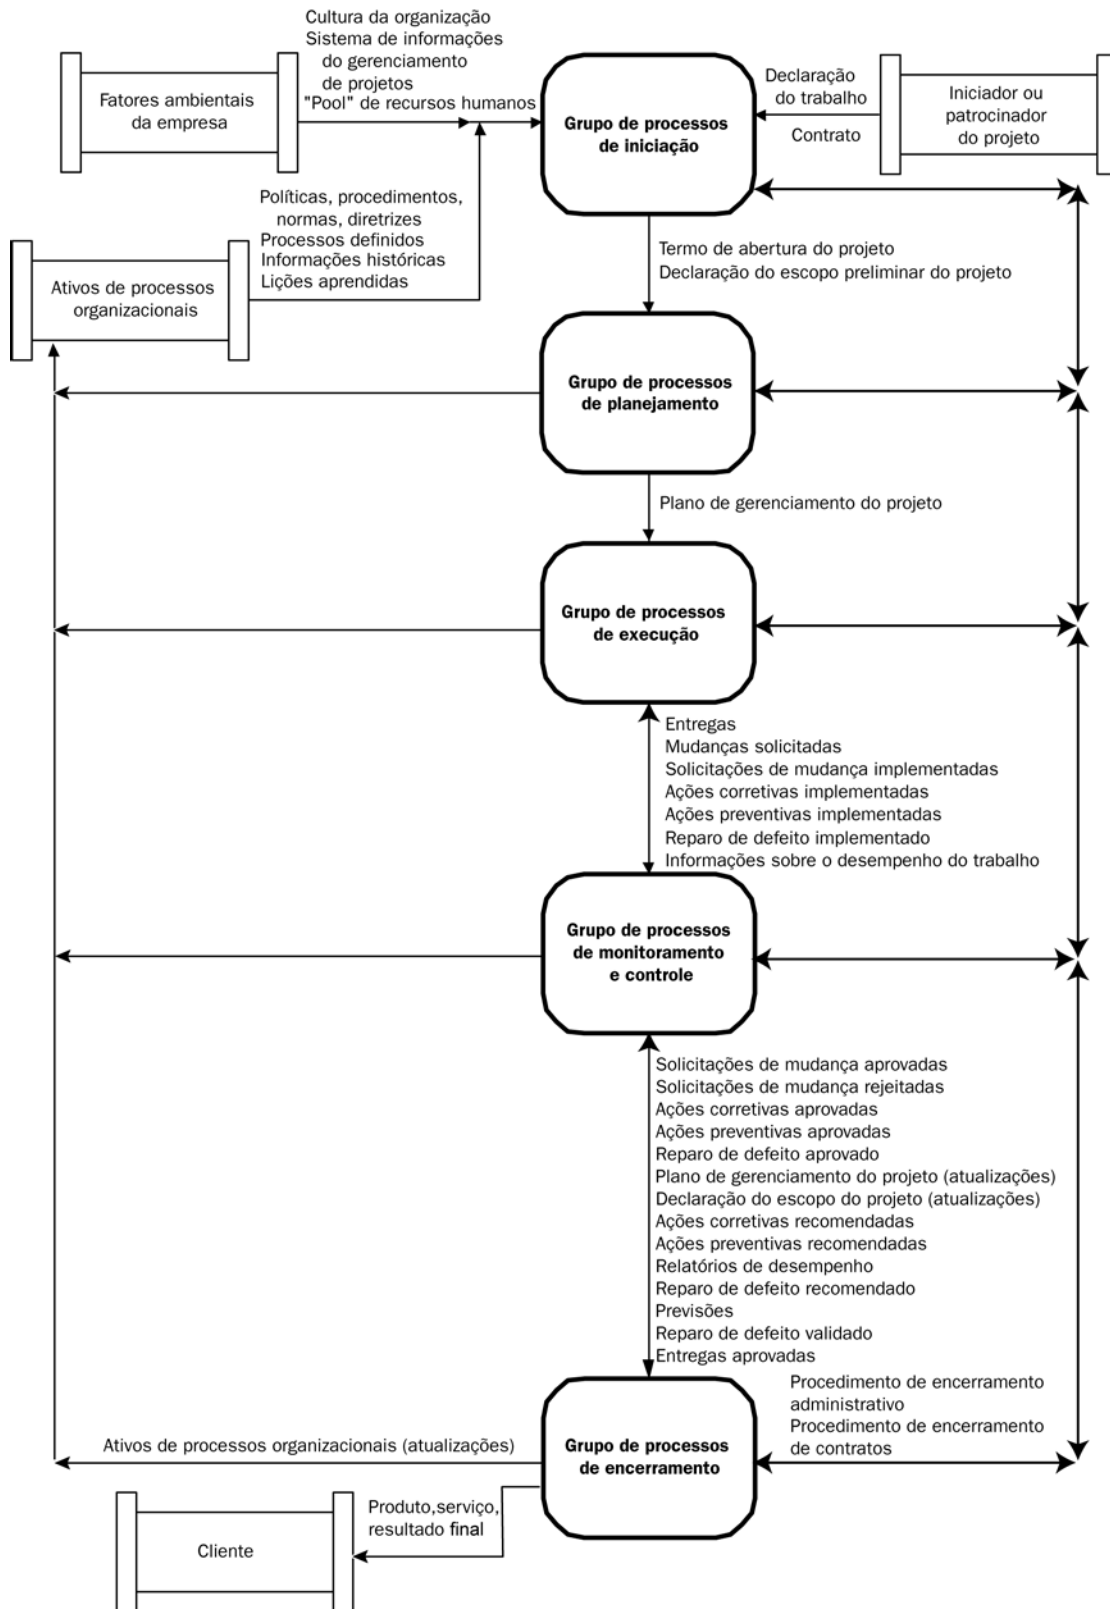 Cultura da organização
Sistema de informações
do gerenciamento
de projetos
"Pool" de recursos humanos
Fatores ambientais
da empresa
Grupo de processos
de iniciação
Declaração
do trabalho
Contrato
Iniciador ou
patrocinador
do projeto
Políticas, procedimentos,
normas, diretrizes
Processos definidos
Informações históricas
Lições aprendidas
Ativos de processos
organizacionais
Termo de abertura do projeto
Declaração do escopo preliminar do projeto
Grupo de processos
de planejamento
Plano de gerenciamento do projeto
Grupo de processos
de execução
Entregas
Mudanças solicitadas
Solicitações de mudança implementadas
Ações corretivas implementadas
Ações preventivas implementadas
Reparo de defeito implementado
Informações sobre o desempenho do trabalho
Grupo de processos
de monitoramento
e controle
Solicitações de mudança aprovadas
Solicitações de mudança rejeitadas
Ações corretivas aprovadas
Ações preventivas aprovadas
Reparo de defeito aprovado
Plano de gerenciamento do projeto (atualizações)
Declaração do escopo do projeto (atualizações)
Ações corretivas recomendadas
Ações preventivas recomendadas
Relatórios de desempenho
Reparo de defeito recomendado
Previsões
Reparo de defeito validado
Entregas aprovadas
Procedimento de encerramento
administrativo
Procedimento de encerramento
de contratos
Ativos de processos organizacionais (atualizações)
Grupo de processos
de encerramento
Produto,serviço,
resultado final
Cliente